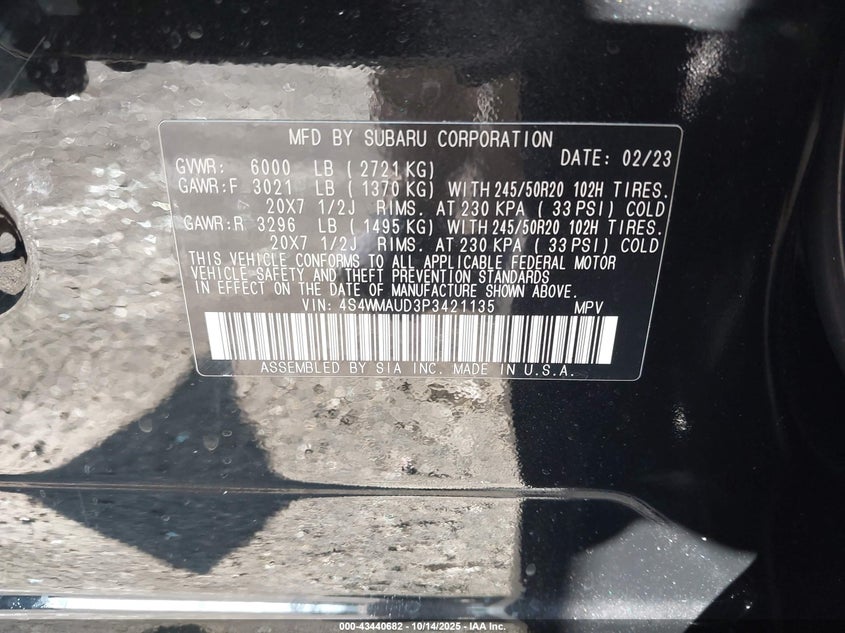 MFD BY SUBARU CORPORATION
DATE: 02/23
GVWR: 6000 LB ( 2721 KG)
GAWR:F 3021 LB ( 1370 KG) WITH 245/50R20 102H TIRES.
20X7 1/2J RIMS. AT 230 KPA ( 33 PSI) COLD
GAWR:R 3296 LB ( 1495 KG) WITH 245/50R20 102H TIRES.
20X7 1/2J RIMS. AT 230 KPA ( 33 PSI) COLD
THIS VEHICLE CONFORMS TO ALL APPLICABLE FEDERAL MOTOR
VEHICLE SAFETY AND THEFT PREVENTION STANDARDS
IN EFFECT ON THE DATE OF MANUFACTURE SHOWN ABOVE.
VIN: 4S4WMAUD3P3421135 MPV
ASSEMBLED BY SIA INC. MADE IN U.S.A.
000-43440682 - 10/14/2025 - IAA Inc.